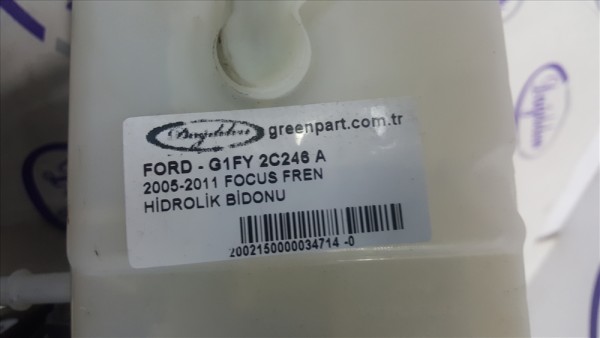 greenpart.com.tr
FORD - G1FY 2C246 A
2005-2011 FOCUS FREN
HİDROLİK BİDONU
2002150000034714 -0